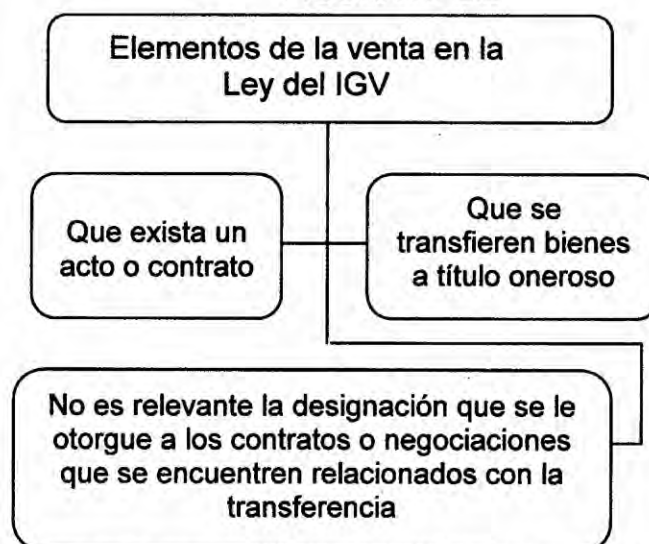 Elementos de la venta en la
Ley del IGV
Que exista un
acto o contrato
Que se
transfieren bienes
a título oneroso
No es relevante la designación que se le
otorgue a los contratos o negociaciones
que se encuentren relacionados con la
transferencia